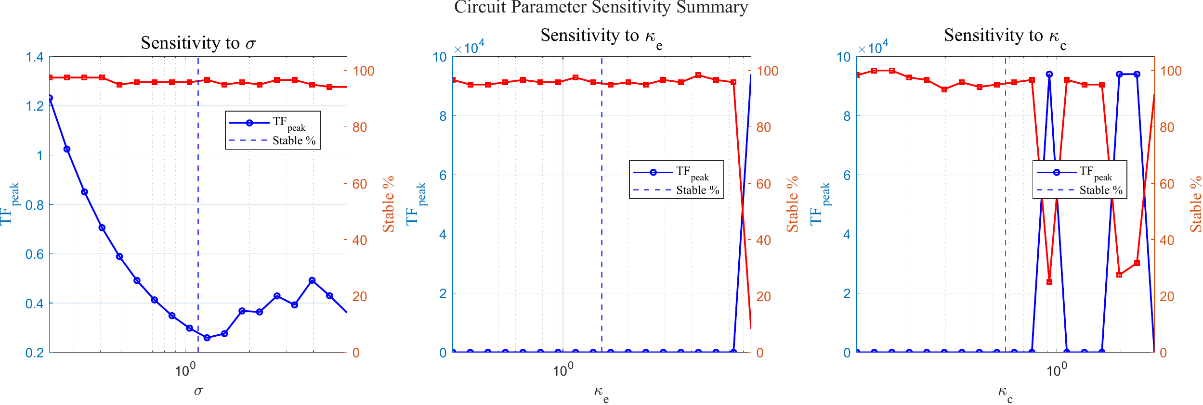 Circuit Parameter Sensitivity Summary
Sensitivity to σ
1.4
1.2
1
0.8
0.6
0.4
0.2
TF_peak
100
80
60
40
20
0
Stable %
TF_peak
Stable %
10^0
σ
Sensitivity to κ_e
×10^4
10
8
6
4
2
0
TF_peak
100
80
60
40
20
0
Stable %
TF_peak
Stable %
10^0
κ_e
Sensitivity to κ_c
×10^4
10
8
6
4
2
0
TF_peak
100
80
60
40
20
0
Stable %
TF_peak
Stable %
10^0
κ_c